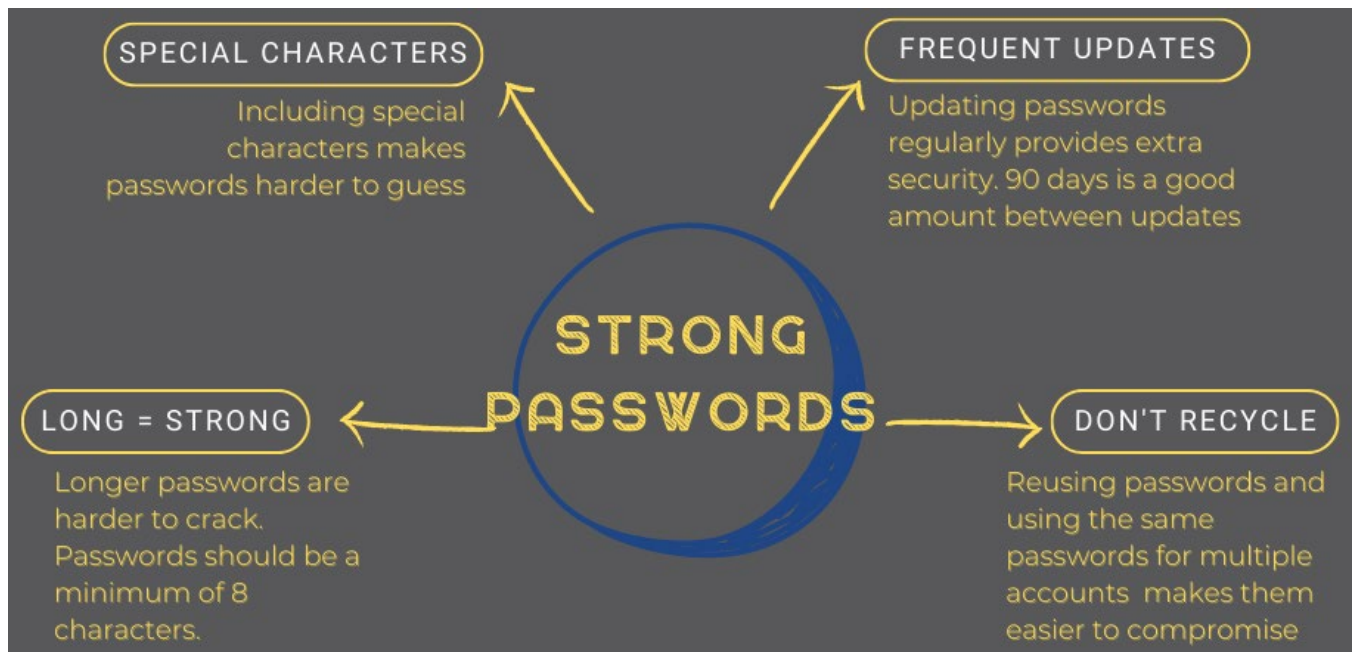 SPECIAL CHARACTERS
Including special
characters makes
passwords harder to guess
FREQUENT UPDATES
Updating passwords
regularly provides extra
security. 90 days is a good
amount between updates
STRONG
PASSWORDS
LONG = STRONG
Longer passwords are
harder to crack.
Passwords should be a
minimum of 8
characters.
DON'T RECYCLE
Reusing passwords and
using the same
passwords for multiple
accounts makes them
easier to compromise